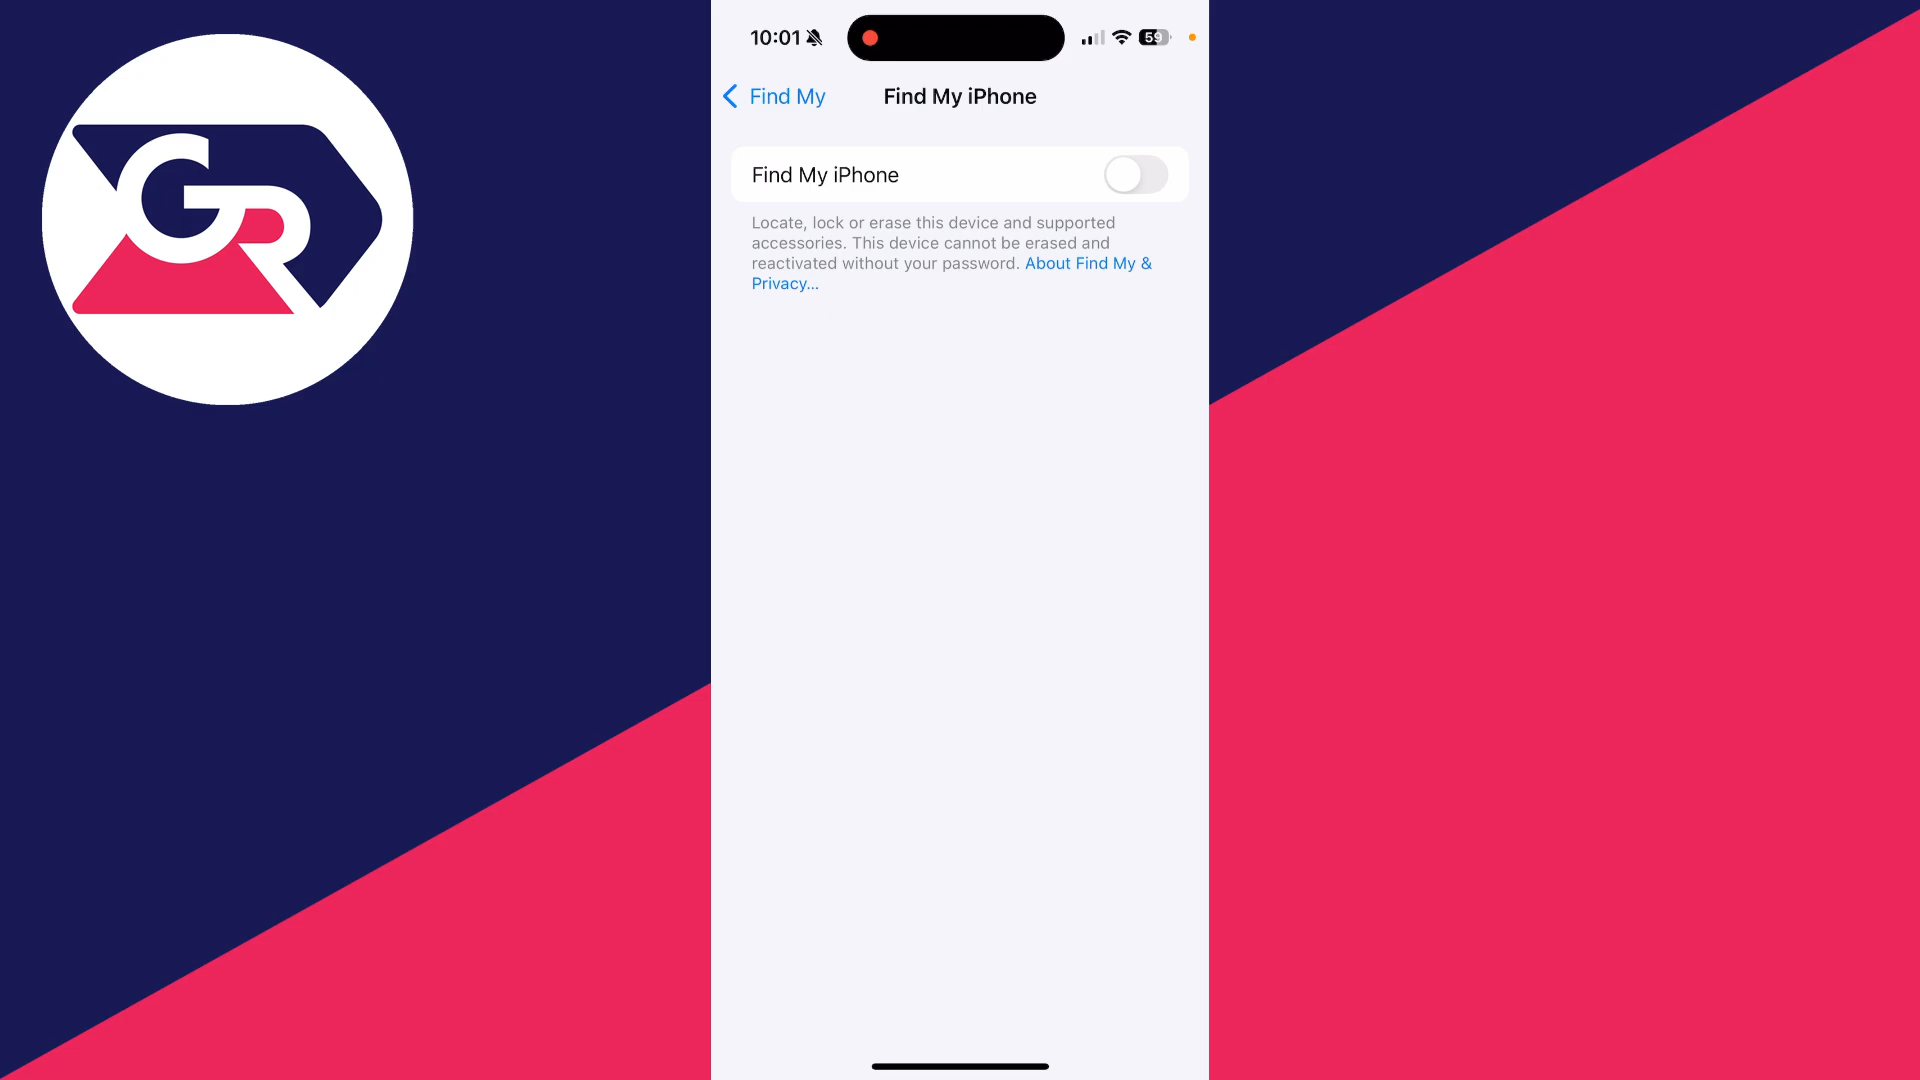 GR
10:01
59
Find My
Find My iPhone
Find My iPhone
Locate, lock or erase this device and supported
accessories. This device cannot be erased and
reactivated without your password. About Find My &
Privacy...